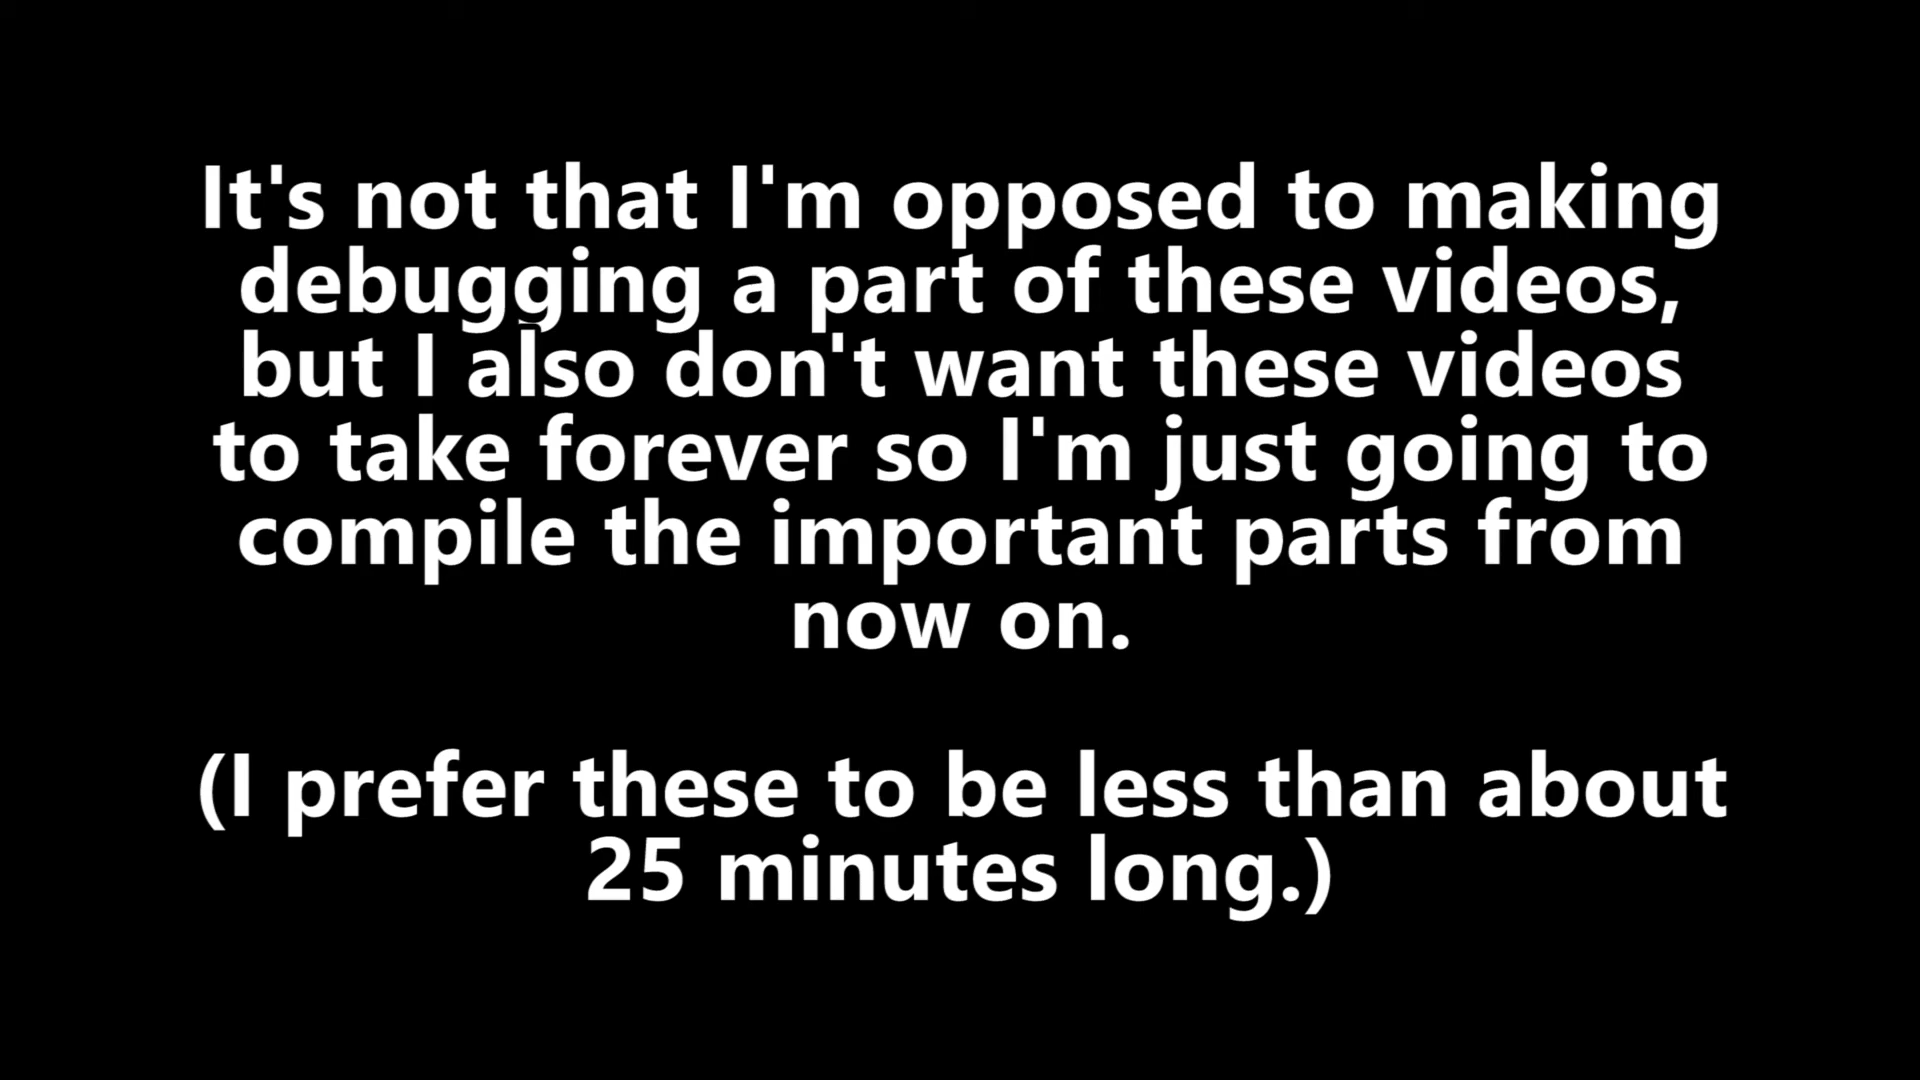 It's not that I'm opposed to making
debugging a part of these videos,
but I also don't want these videos
to take forever so I'm just going to
compile the important parts from
now on.
(I prefer these to be less than about
25 minutes long.)